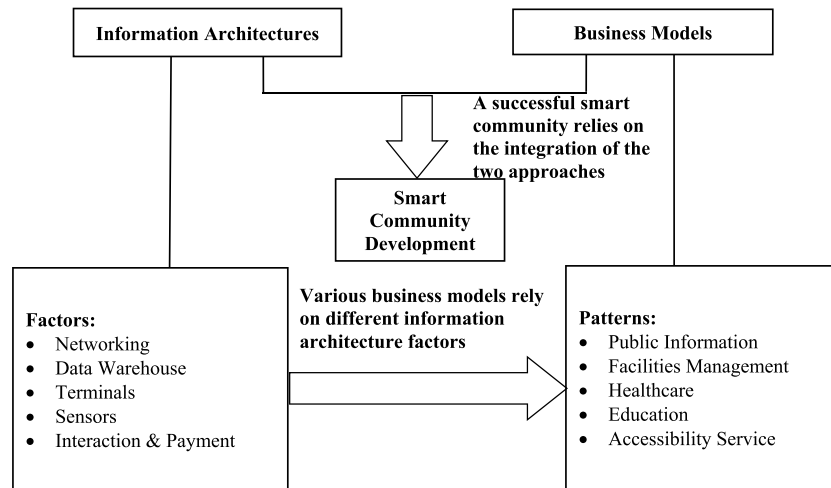 Information Architectures
Business Models
A successful smart
community relies on
the integration of the
two approaches
Smart
Community
Development
Various business models rely
on different information
architecture factors
Factors:
• Networking
• Data Warehouse
• Terminals
• Sensors
• Interaction & Payment
Patterns:
• Public Information
• Facilities Management
• Healthcare
• Education
• Accessibility Service